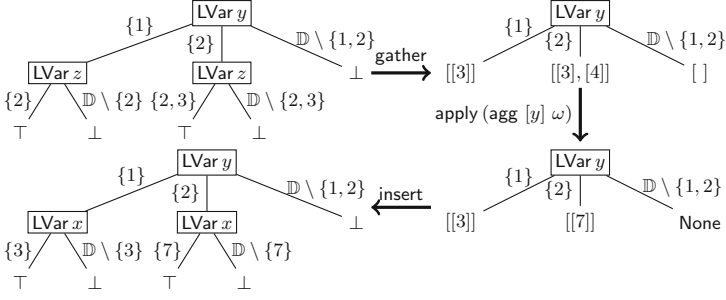 LVar y
{1}
{2}
𝔻 \ {1, 2}
LVar z
LVar z
⊥
{2}
𝔻 \ {2}
{2, 3}
𝔻 \ {2, 3}
⊤
⊥
⊤
⊥
gather
LVar y
{1}
{2}
𝔻 \ {1, 2}
[[3]]
[[3], [4]]
[ ]
apply (agg [y] ω)
LVar y
{1}
{2}
𝔻 \ {1, 2}
[[3]]
[[7]]
None
insert
LVar y
{1}
{2}
𝔻 \ {1, 2}
LVar x
LVar x
⊥
{3}
𝔻 \ {3}
{7}
𝔻 \ {7}
⊤
⊥
⊤
⊥